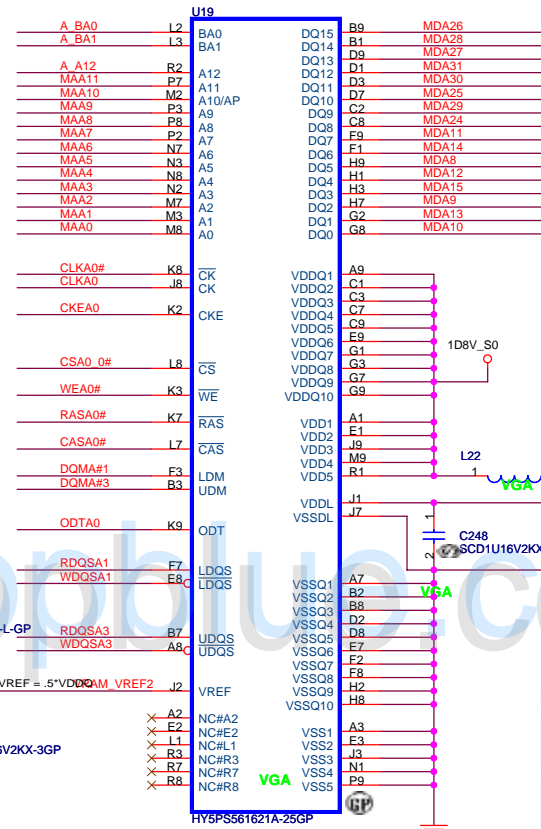 U19
A_BA0 L2 BA0 DQ15 B9 MDA26
A_BA1 L3 BA1 DQ14 B1 MDA28
DQ13 D9 MDA27
A_A12 R2 A12 DQ12 D1 MDA31
MAA11 P7 A11 DQ11 D3 MDA30
MAA10 M2 A10/AP DQ10 D7 MDA25
MAA9 P3 A9 DQ9 C2 MDA29
MAA8 P8 A8 DQ8 C8 MDA24
MAA7 P2 A7 DQ7 F9 MDA11
MAA6 N7 A6 DQ6 F1 MDA14
MAA5 N3 A5 DQ5 H9 MDA8
MAA4 N8 A4 DQ4 H1 MDA12
MAA3 N2 A3 DQ3 H3 MDA15
MAA2 M7 A2 DQ2 H7 MDA9
MAA1 M3 A1 DQ1 G2 MDA13
MAA0 M8 A0 DQ0 G8 MDA10
CLKA0# K8 CK VDDQ1 A9
CLKA0 J8 CK VDDQ2 C1
VDDQ3 C3
CKEA0 K2 CKE VDDQ4 C7
VDDQ5 C9
VDDQ6 E9
VDDQ7 G1
1D8V_S0
CSA0_0# L8 CS VDDQ8 G3
VDDQ9 G7
WEA0# K3 WE VDDQ10 G9
RASA0# K7 RAS VDD1 A1
VDD2 E1
CASA0# L7 CAS VDD3 J9
VDD4 M9
L22
DQMA#1 F3 LDM VDD5 R1 1
VGA
DQMA#3 B3 UDM
VDDL J1
VSSDL J7
1
ODTA0 K9 ODT
C248
SCD1U16V2KX
2
RDQSA1 F7 LDQS
WDQSA1 E8 LDQS VSSQ1 A7
VGA
VSSQ2 B2
VSSQ3 B8
VSSQ4 D2
-L-GP
RDQSA3 B7 UDQS VSSQ5 D8
WDQSA3 A8 UDQS VSSQ6 E7
VSSQ7 F2
VSSQ8 F8
VREF = .5*VDDQ
RAM_VREF2 J2 VREF VSSQ9 H2
VSSQ10 H8
A2 NC#A2
E2 NC#E2 VSS1 A3
L1 NC#L1 VSS2 E3
6V2KX-3GP
R3 NC#R3 VSS3 J3
R7 NC#R7 VSS4 N1
R8 NC#R8 VSS5 P9
VGA
GP
HY5PS561621A-25GP
opblue.c